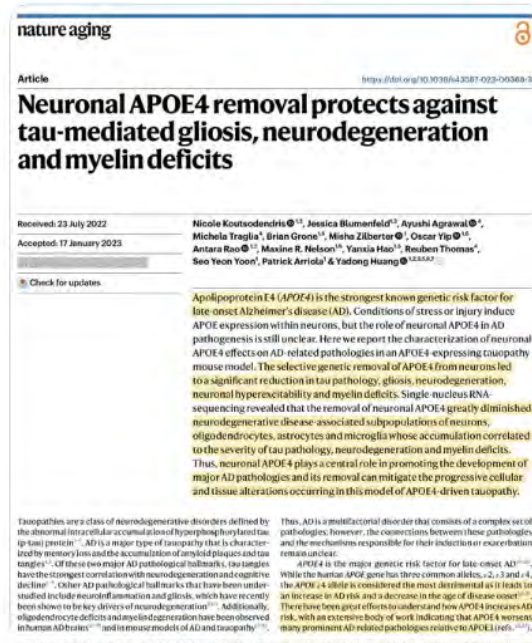 nature aging
Article
https://doi.org/10.1038/s43587-023-00368-3
Neuronal APOE4 removal protects against
tau-mediated gliosis, neurodegeneration
and myelin deficits
Received: 23 July 2022
Accepted: 17 January 2023
Check for updates
Nicole Koutsodendris, Jessica Blumenfeld, Ayushi Agrawal,
Michela Traglia, Brian Grone, Misha Zilberter, Oscar Yip,
Antara Rao, Maxine R. Nelson, Yanxia Hao, Reuben Thomas,
Seo Yeon Yoon, Patrick Arriola & Yadong Huang
Apolipoprotein E4 (APOE4) is the strongest known genetic risk factor for
late-onset Alzheimer's disease (AD). Conditions of stress or injury induce
APOE expression within neurons, but the role of neuronal APOE4 in AD
pathogenesis is still unclear. Here we report the characterization of neuronal
APOE4 effects on AD-related pathologies in an APOE4-expressing tauopathy
mouse model. The selective genetic removal of APOE4 from neurons led
to a significant reduction in tau pathology, gliosis, neurodegeneration,
neuronal hyperexcitability and myelin deficits. Single-nucleus RNA-
sequencing revealed that the removal of neuronal APOE4 greatly diminished
neurodegenerative disease-associated subpopulations of neurons,
oligodendrocytes, astrocytes and microglia whose accumulation correlated
to the severity of tau pathology, neurodegeneration and myelin deficits.
Thus, neuronal APOE4 plays a central role in promoting the development of
major AD pathologies and its removal can mitigate the progressive cellular
and tissue alterations occurring in this model of APOE4-driven tauopathy.
Tauopathies are a class of neurodegenerative disorders defined by
the abnormal intracellular accumulation of hyperphosphorylated tau
(p-tau) protein. AD is a major type of tauopathy that is character-
ized by memory loss and the accumulation of amyloid plaques and tau
tangles. Of these two major AD pathological hallmarks, tau tangles
have the strongest correlation with neurodegeneration and cognitive
decline. Other AD pathological hallmarks that have been under-
studied include neuroinflammation and gliosis, which have recently
been shown to be key drivers of neurodegeneration. Additionally,
oligodendrocyte deficits and myelin degeneration have been observed
in human AD brains and in mouse models of AD and tauopathy.
Thus, AD is a multifactorial disorder that consists of a complex set of
pathologies; however, the connections between these pathologies
and the mechanisms responsible for their induction or exacerbation
remain unclear.
APOE4 is the major genetic risk factor for late-onset AD.
While the human APOE gene has three common alleles, ε2, ε3 and ε4,
the APOE ε4 allele is considered the most detrimental as it leads to
an increase in AD risk and a decrease in the age of disease onset.
There have been great efforts to understand how APOE4 increases AD
risk, with an extensive body of work indicating that APOE4 worsens
many prominent AD-related pathologies relative to APOE3 (refs.